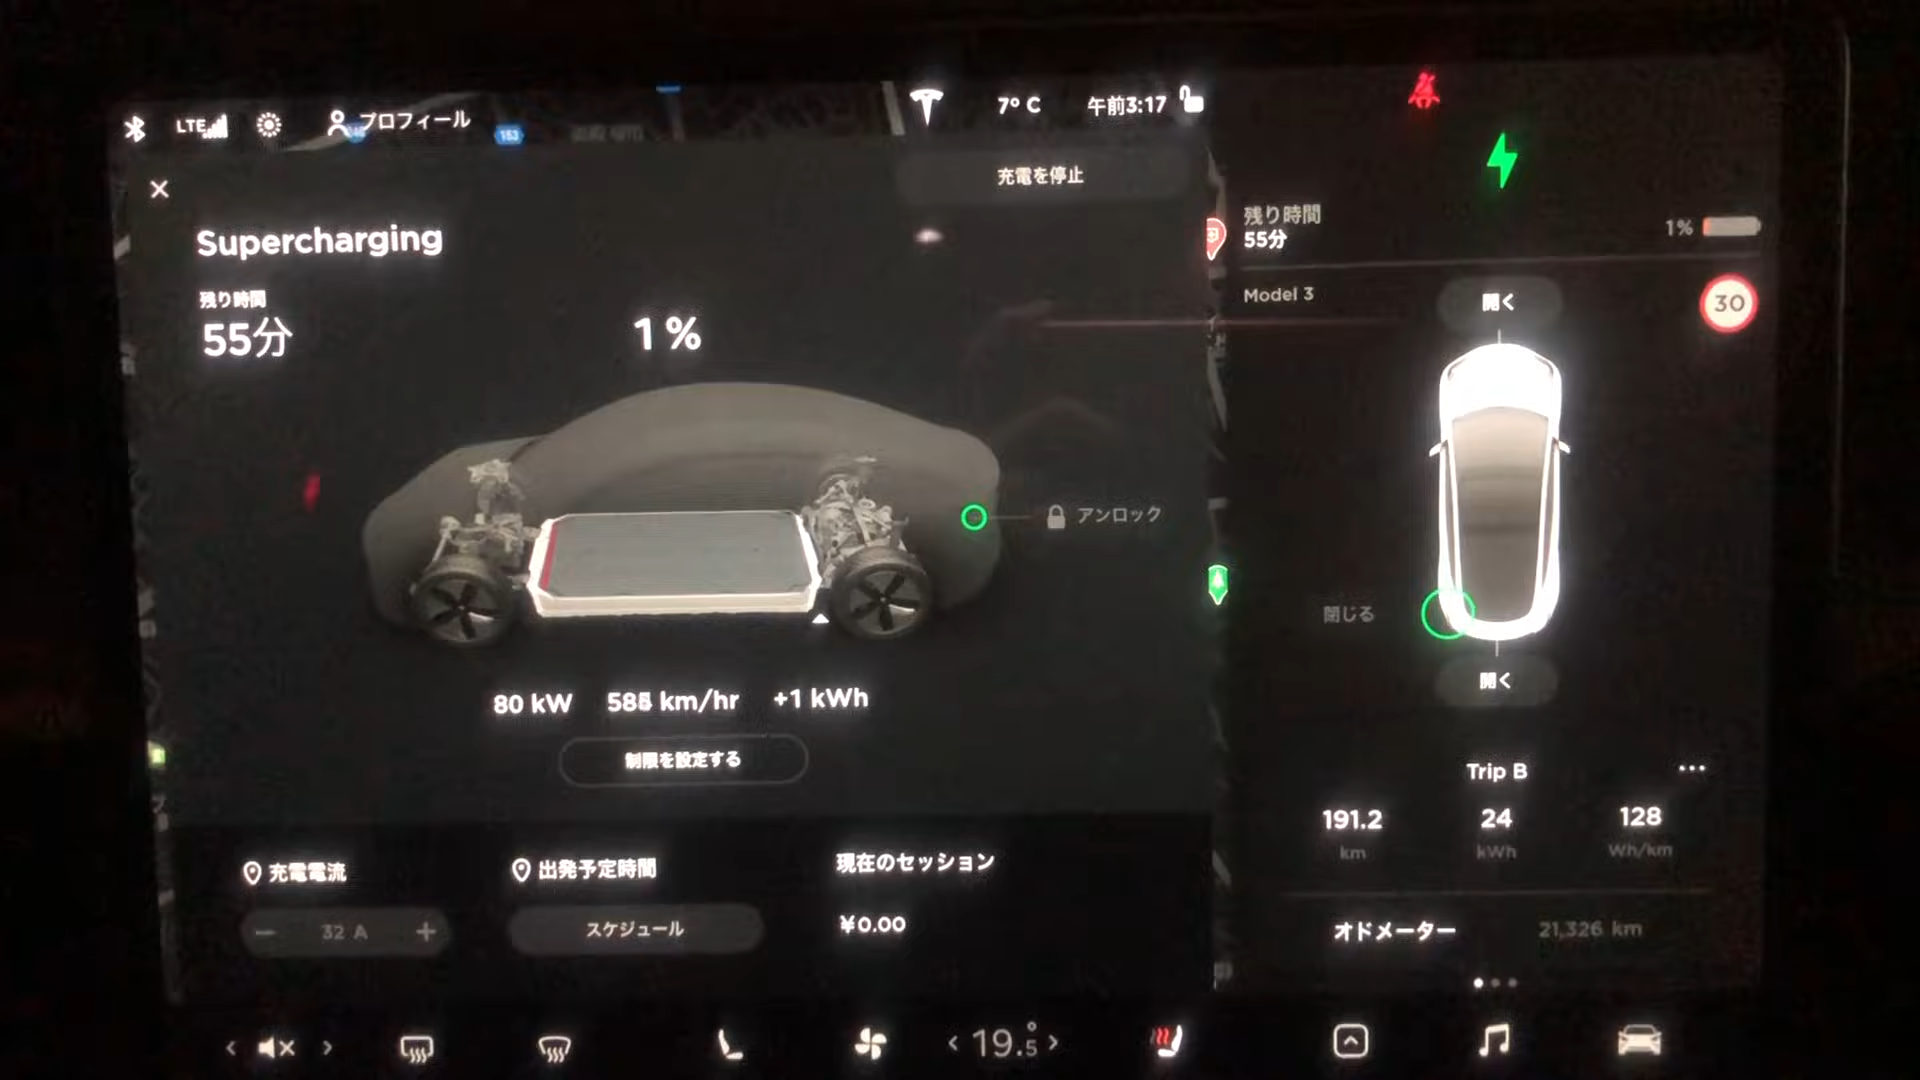 LTE
プロフィール
153
7° C
午前3:17
充電を停止
Supercharging
残り時間
55分
1%
アンロック
80 kW
km/hr
+1 kWh
制限を設定する
充電電流
32 A
出発予定時間
スケジュール
現在のセッション
¥0.00
残り時間
55分
1%
Model 3
30
開く
閉じる
開く
Trip B
191.2
24
128
km
kWh
Wh/km
オドメーター
21,326 km
19.5°